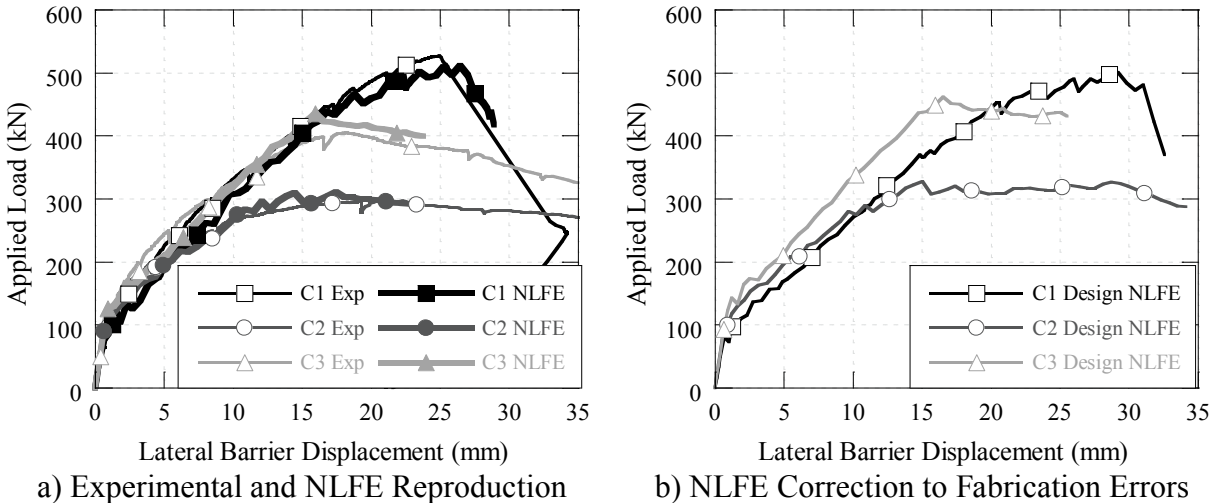 600
500
400
300
200
100
0
Applied Load (kN)
C1 Exp
C1 NLFE
C2 Exp
C2 NLFE
C3 Exp
C3 NLFE
0 5 10 15 20 25 30 35
Lateral Barrier Displacement (mm)
a) Experimental and NLFE Reproduction
600
500
400
300
200
100
0
Applied Load (kN)
C1 Design NLFE
C2 Design NLFE
C3 Design NLFE
0 5 10 15 20 25 30 35
Lateral Barrier Displacement (mm)
b) NLFE Correction to Fabrication Errors